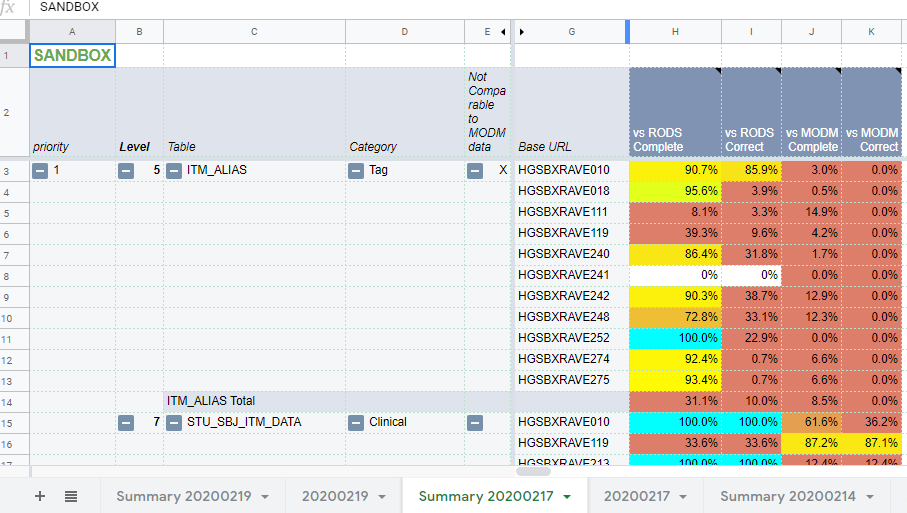 fx SANDBOX
A B C D E G H I J K
1 SANDBOX
2 priority Level Table Category Not Comparable to MODM data Base URL vs RODS Complete vs RODS Correct vs MODM Complete vs MODM Correct
3 1 5 ITM_ALIAS Tag X HGSBXRAVE010 90.7% 85.9% 3.0% 0.0%
4 HGSBXRAVE018 95.6% 3.9% 0.5% 0.0%
5 HGSBXRAVE111 8.1% 3.3% 14.9% 0.0%
6 HGSBXRAVE119 39.3% 9.6% 4.2% 0.0%
7 HGSBXRAVE240 86.4% 31.8% 1.7% 0.0%
8 HGSBXRAVE241 0% 0% 0.0% 0.0%
9 HGSBXRAVE242 90.3% 38.7% 12.9% 0.0%
10 HGSBXRAVE248 72.8% 33.1% 12.3% 0.0%
11 HGSBXRAVE252 100.0% 22.9% 0.0% 0.0%
12 HGSBXRAVE274 92.4% 0.7% 6.6% 0.0%
13 HGSBXRAVE275 93.4% 0.7% 6.6% 0.0%
14 ITM_ALIAS Total 31.1% 10.0% 8.5% 0.0%
15 7 STU_SBJ_ITM_DATA Clinical HGSBXRAVE010 100.0% 100.0% 61.6% 36.2%
16 HGSBXRAVE119 33.6% 33.6% 87.2% 87.1%
17 HGSBXRAVE213 100.0% 100.0% 12.4% 12.4%
Summary 20200219 20200219 Summary 20200217 20200217 Summary 20200214